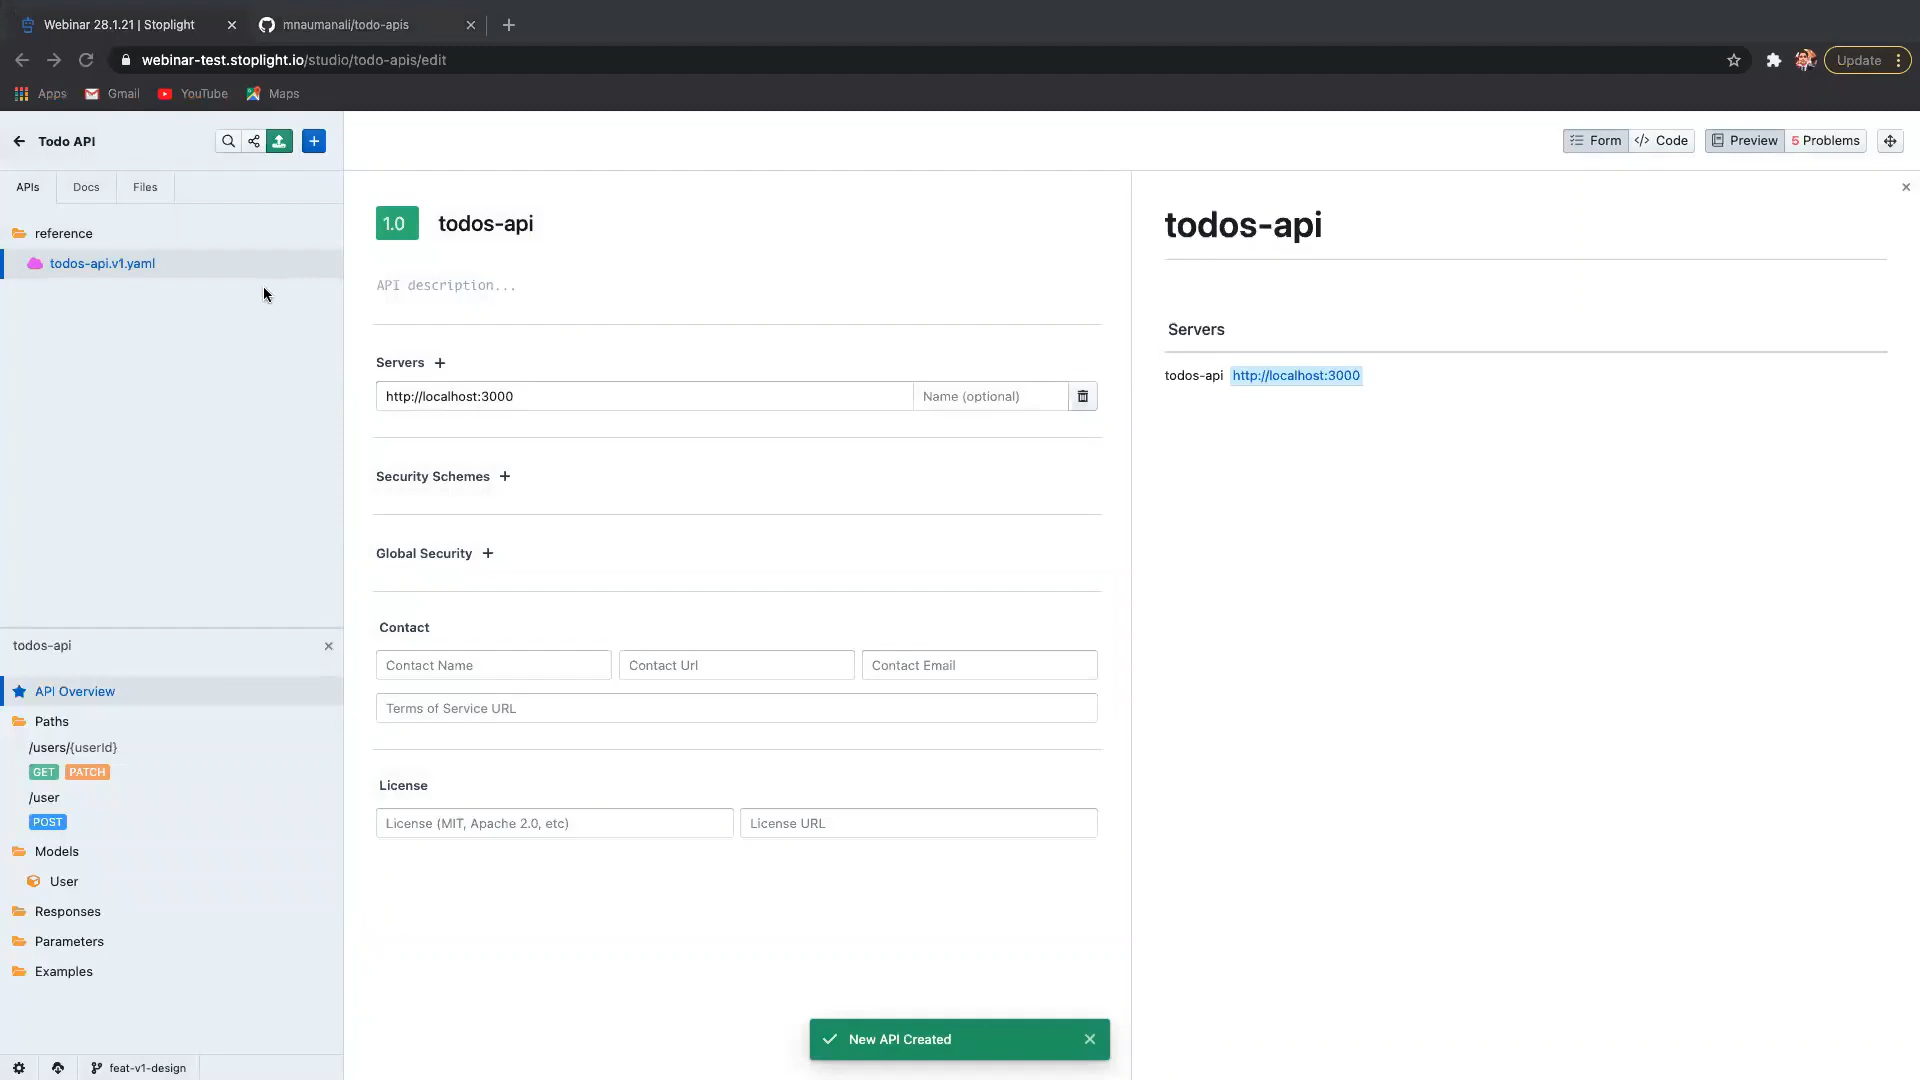 Webinar 28.1.21 | Stoplight
mnaumanali/todo-apis
webinar-test.stoplight.io/studio/todo-apis/edit
Update
Apps
Gmail
YouTube
Maps
Todo API
Form
Code
Preview
5 Problems
APIs
Docs
Files
reference
todos-api.v1.yaml
1.0
todos-api
API description...
Servers
http://localhost:3000
Name (optional)
Security Schemes
Global Security
Contact
Contact Name
Contact Url
Contact Email
Terms of Service URL
License
License (MIT, Apache 2.0, etc)
License URL
todos-api
Servers
todos-api http://localhost:3000
todos-api
API Overview
Paths
/users/{userId}
GET PATCH
/user
POST
Models
User
Responses
Parameters
Examples
feat-v1-design
New API Created